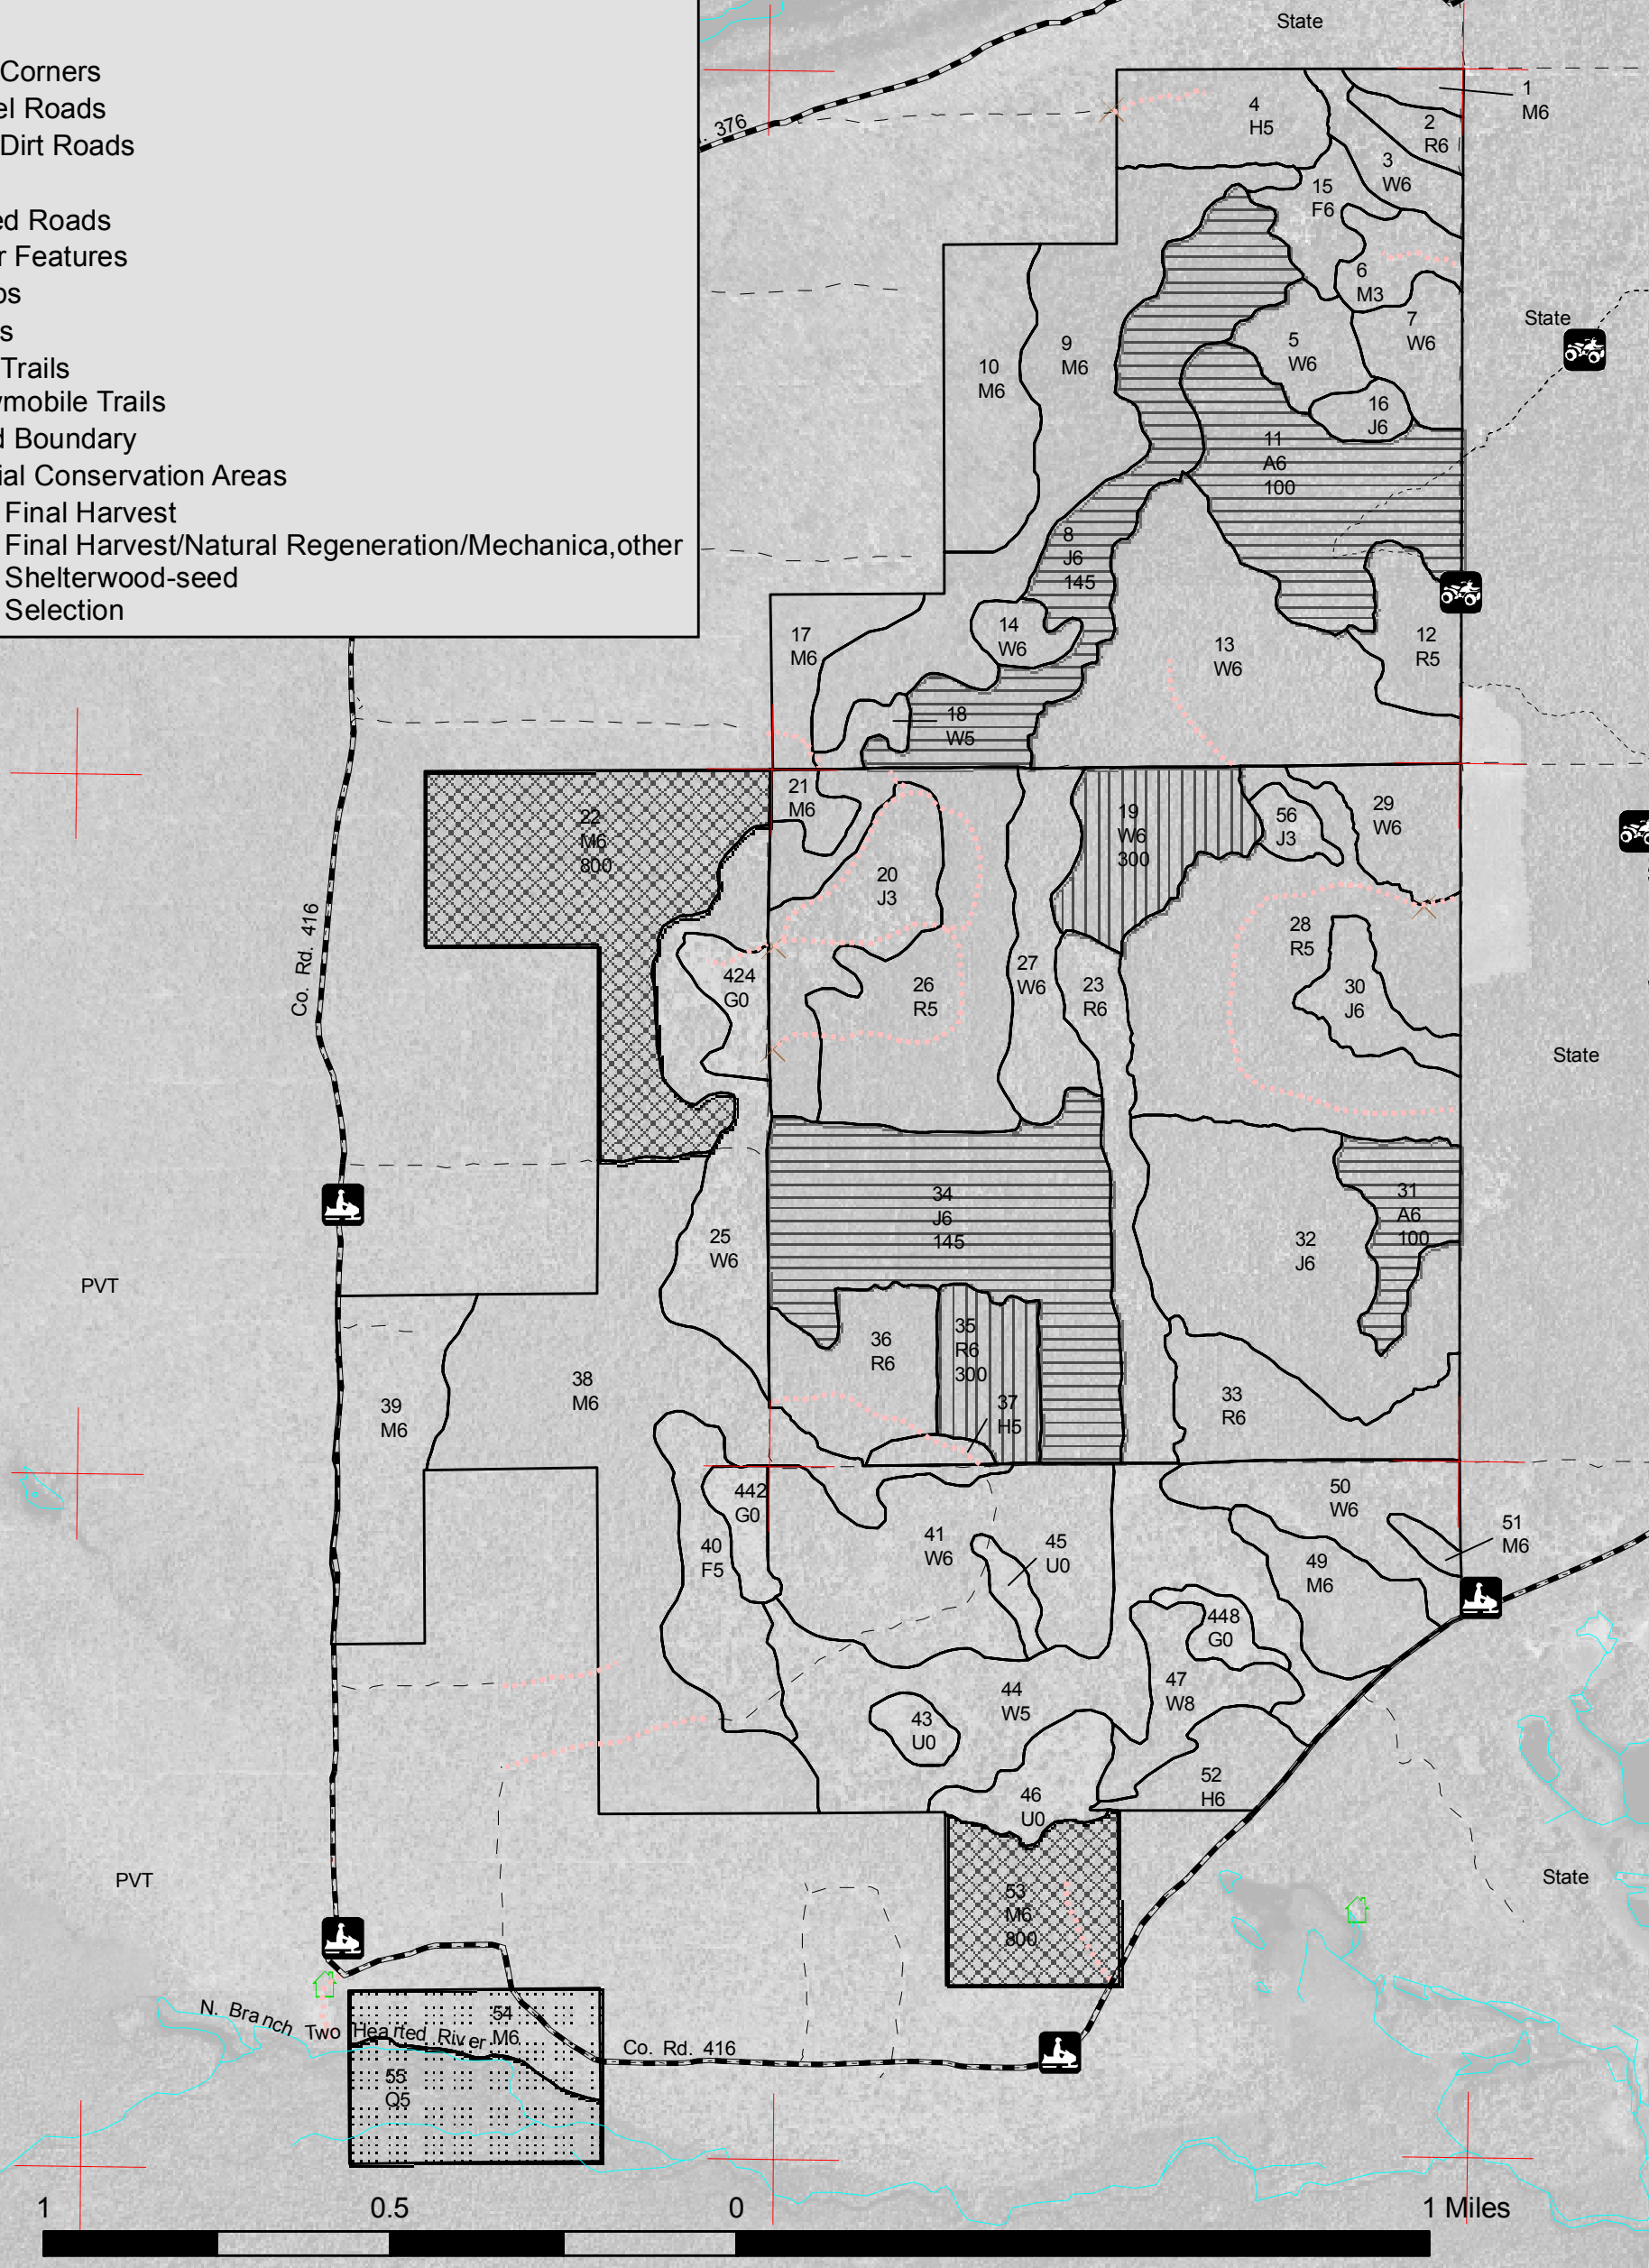 Corners
el Roads
Dirt Roads
ed Roads
r Features
os
s
Trails
mobile Trails
d Boundary
ial Conservation Areas
Final Harvest
Final Harvest/Natural Regeneration/Mechanica,other
Shelterwood-seed
Selection
State
376
1
M6
2
R6
3
W6
4
H5
15
F6
6
M3
7
W6
State
5
W6
9
M6
10
M6
16
J6
11
A6
100
8
J6
145
14
W6
17
M6
13
W6
12
R5
18
W5
21
M6
22
M6
800
19
W6
300
56
J3
29
W6
20
J3
Co. Rd. 416
28
R5
424
G0
26
R5
27
W6
23
R6
30
J6
State
34
J6
145
31
A6
100
25
W6
32
J6
PVT
36
R6
35
R6
300
37
H5
33
R6
38
M6
39
M6
442
G0
50
W6
51
M6
40
F5
41
W6
45
U0
49
M6
448
G0
44
W5
47
W8
43
U0
52
H6
46
U0
PVT
State
53
M6
800
N. Branch Two Hearted River
54
M6
Co. Rd. 416
55
Q5
1 0.5 0 1 Miles